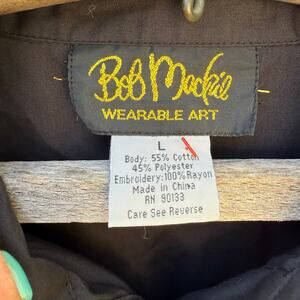 Bob Mackie
WEARABLE ART
L
Body: 55% Cotton
45% Polyester
Embroidery:100%Rayon
Made in China
RN 90133
Care See Reverse